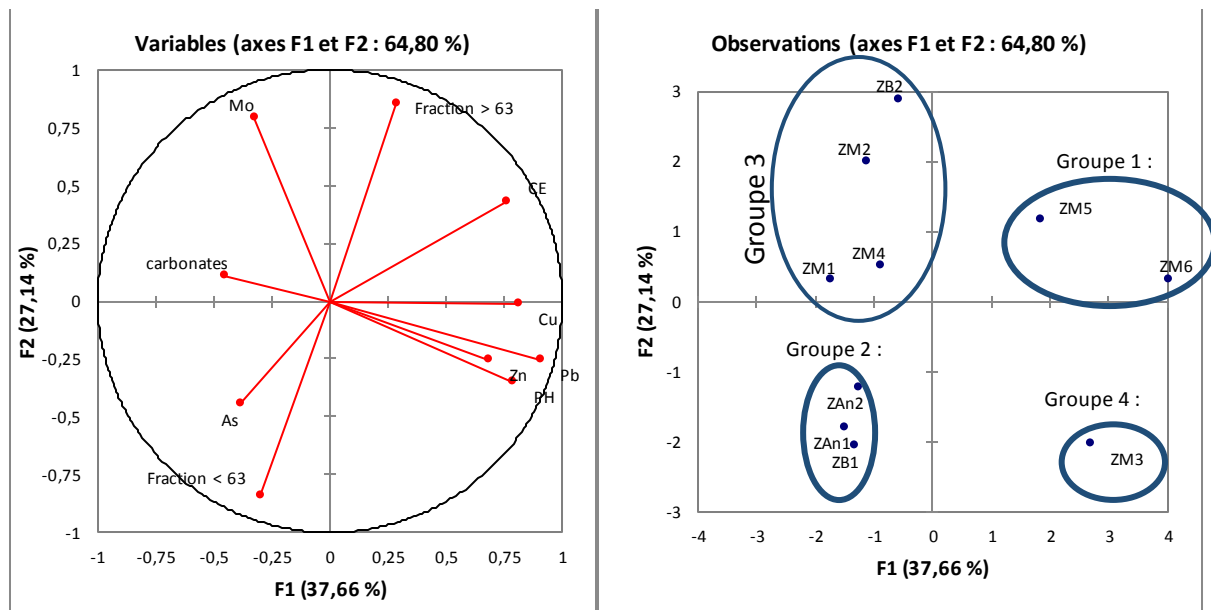 Variables (axes F1 et F2 : 64,80 %)
1
0,75
0,5
0,25
0
-0,25
-0,5
-0,75
-1
F2 (27,14 %)
Mo
Fraction > 63
CE
carbonates
Cu
Zn
Pb
PH
As
Fraction < 63
-1
-0,75
-0,5
-0,25
0
0,25
0,5
0,75
1
F1 (37,66 %)
Observations (axes F1 et F2 : 64,80 %)
3
2
1
0
-1
-2
-3
F2 (27,14 %)
ZB2
ZM2
Groupe 3
ZM4
ZM1
Groupe 1 :
ZM5
ZM6
Groupe 2 :
ZAn2
ZAn1
ZB1
Groupe 4 :
ZM3
-4
-3
-2
-1
0
1
2
3
4
F1 (37,66 %)